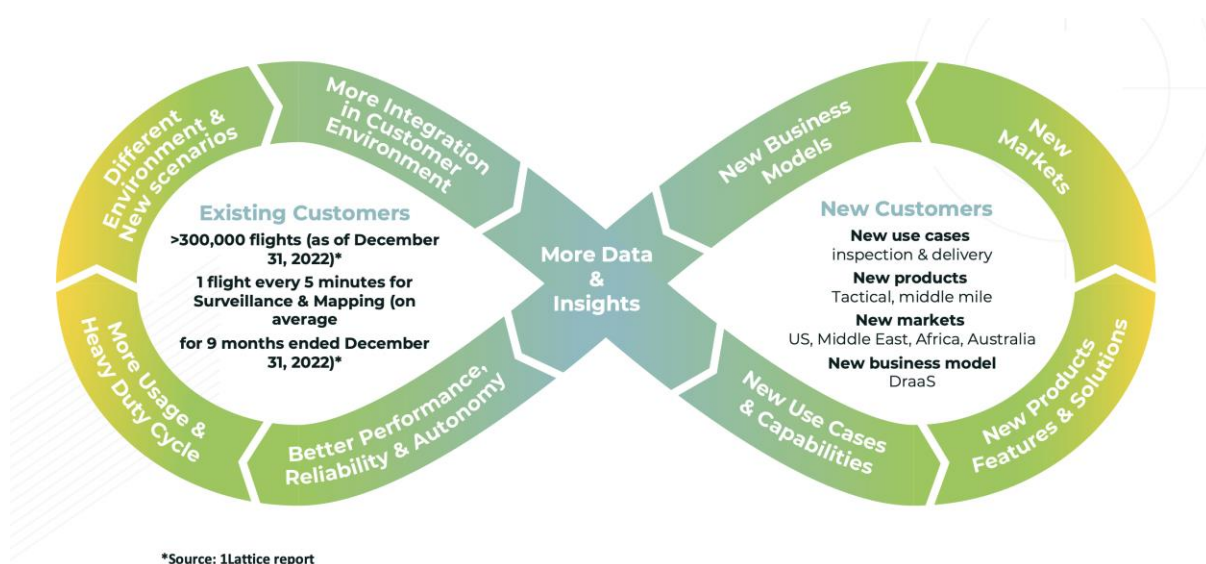 More Integration
in Customer
Environment
Different
Environment &
New scenarios
More Usage &
Heavy Duty Cycle
Better Performance,
Reliability & Autonomy
Existing Customers
>300,000 flights (as of December
31, 2022)*
1 flight every 5 minutes for
Surveillance & Mapping (on
average
for 9 months ended December
31, 2022)*
More Data
&
Insights
New Business
Models
New
Markets
New Products
Features & Solutions
New Use Cases
& Capabilities
New Customers
New use cases
inspection & delivery
New products
Tactical, middle mile
New markets
US, Middle East, Africa, Australia
New business model
DraaS
*Source: 1Lattice report